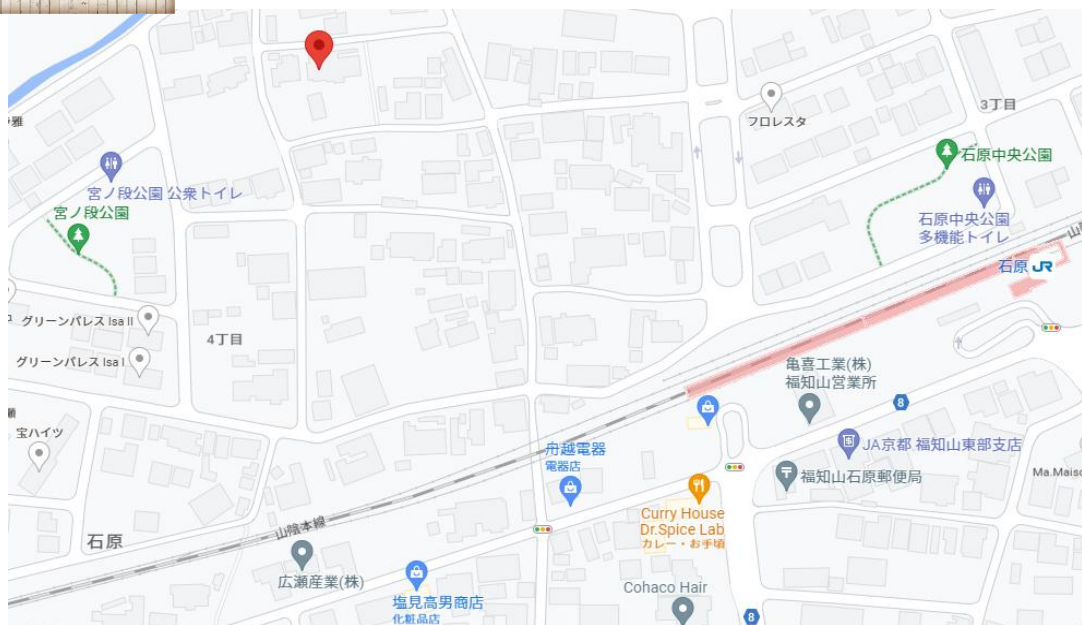 フロレスタ
3丁目
石原中央公園
宮ノ段公園 公衆トイレ
宮ノ段公園
石原中央公園
多機能トイレ
石原 JR
グリーンパレス Isa II
4丁目
グリーンパレス Isa I
亀喜工業(株)
福知山営業所
8
宝ハイツ
舟越電器
電器店
JA京都 福知山東部支店
福知山石原郵便局
Ma.Maiso
Curry House
Dr.Spice Lab
カレー・お手頃
山陰本線
石原
広瀬産業(株)
塩見高男商店
化粧品店
Cohaco Hair
8